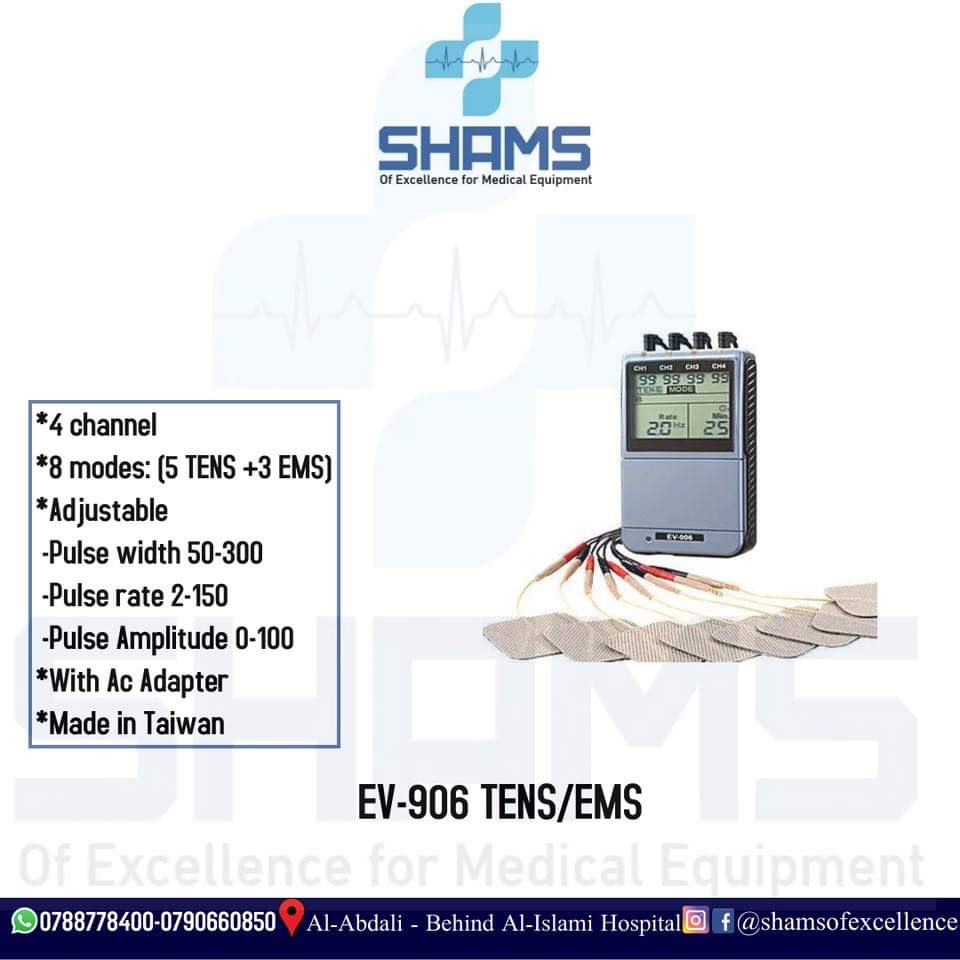 SHAMS
Of Excellence for Medical Equipment
CH1 CH2 CH3 CH4
99 99 99 99
TENS MODE
B
Rate
Min.
2.0 Hz
25
EV-906
*4 channel
*8 modes: (5 TENS +3 EMS)
*Adjustable
-Pulse width 50-300
-Pulse rate 2-150
-Pulse Amplitude 0-100
*With Ac Adapter
*Made in Taiwan
EV-906 TENS/EMS
SHAMS
Of Excellence for Medical Equipment
0788778400-0790660850 Al-Abdali - Behind Al-Islami Hospital @shamsofexcellence